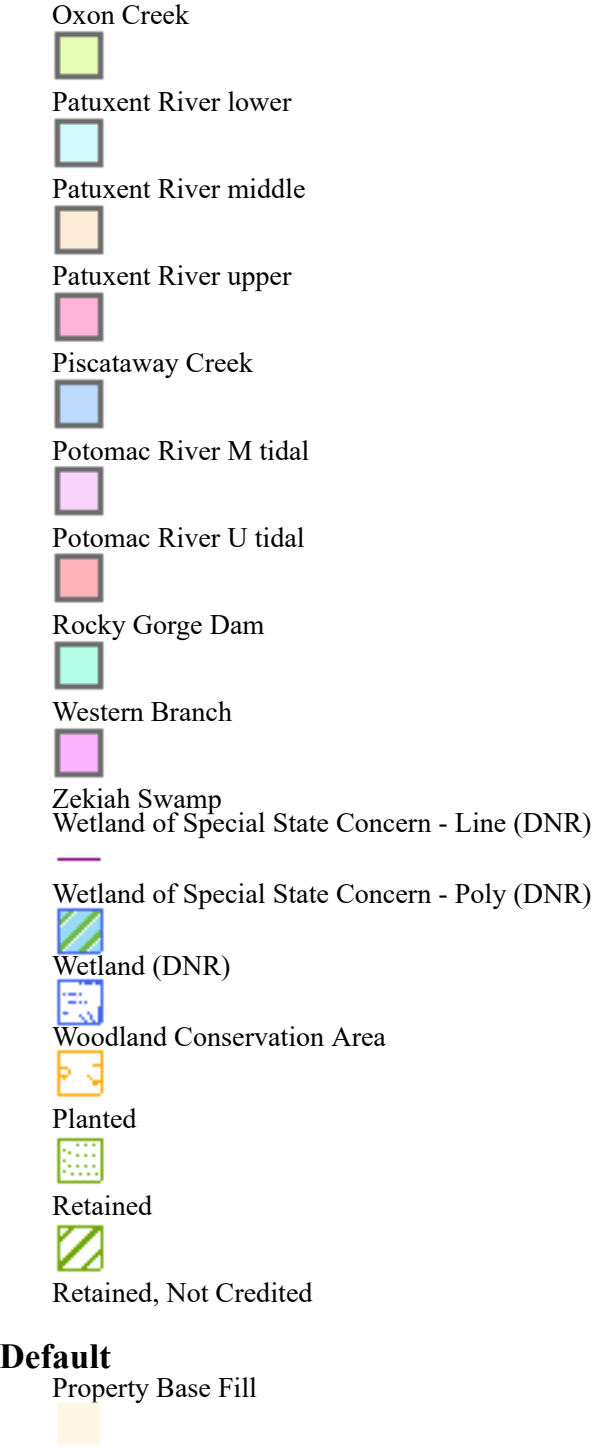 Oxon Creek
Patuxent River lower
Patuxent River middle
Patuxent River upper
Piscataway Creek
Potomac River M tidal
Potomac River U tidal
Rocky Gorge Dam
Western Branch
Zekiah Swamp
Wetland of Special State Concern - Line (DNR)
Wetland of Special State Concern - Poly (DNR)
Wetland (DNR)
Woodland Conservation Area
Planted
Retained
Retained, Not Credited
Default
Property Base Fill